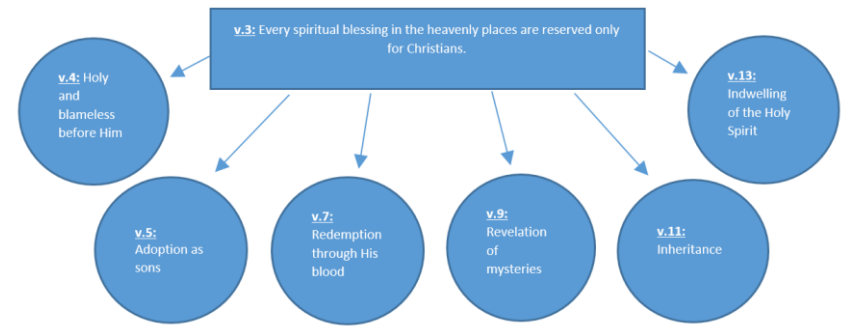 v.3: Every spiritual blessing in the heavenly places are reserved only
for Christians.
v.4: Holy
and
blameless
before Him
v.5:
Adoption as
sons
v.7:
Redemption
through His
blood
v.9:
Revelation
of
mysteries
v.11:
Inheritance
v.13:
Indwelling
of the Holy
Spirit